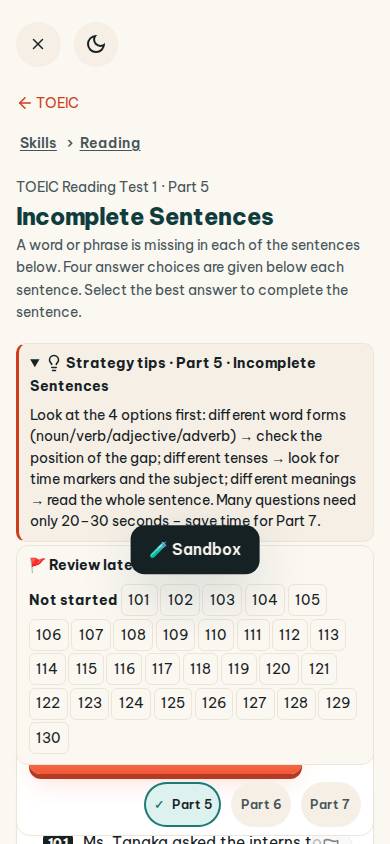 ← TOEIC
Skills › Reading
TOEIC Reading Test 1 · Part 5
Incomplete Sentences
A word or phrase is missing in each of the sentences
below. Four answer choices are given below each
sentence. Select the best answer to complete the
sentence.
▼ Strategy tips · Part 5 · Incomplete
Sentences
Look at the 4 options first: different word forms
(noun/verb/adjective/adverb) → check the
position of the gap; different tenses → look for
time markers and the subject; different meanings
→ read the whole sentence. Many questions need
only 20–30 seconds – save time for Part 7.
Sandbox
Review
Not started 101 102 103 104 105
106 107 108 109 110 111 112 113
114 115 116 117 118 119 120 121
122 123 124 125 126 127 128 129
130
✓ Part 5 Part 6 Part 7
101 Ms. Tanaka asked the interns